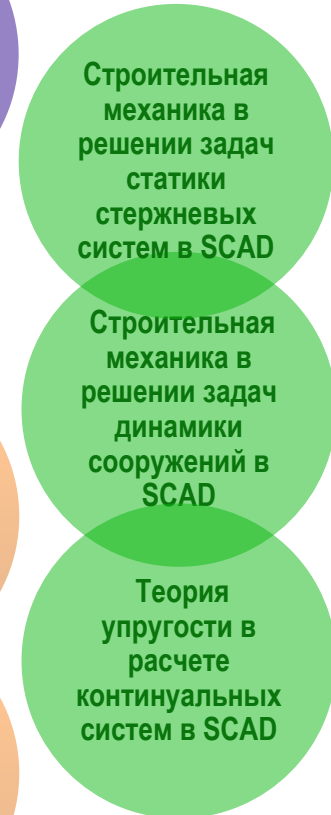 Строительная
механика в
решении задач
статики
стержневых
систем в SCAD
Строительная
механика в
решении задач
динамики
сооружений в
SCAD
Теория
упругости в
расчете
континуальных
систем в SCAD